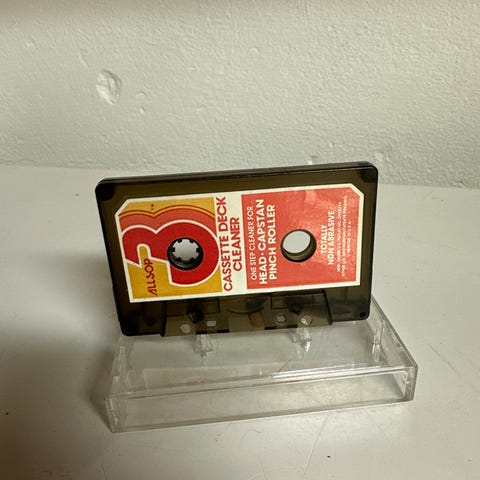 ALLSOP
3
CASSETTE DECK
CLEANER
ONE STEP CLEANER FOR
HEAD · CAPSTAN
PINCH ROLLER
TOTALLY
NON ABRASIVE